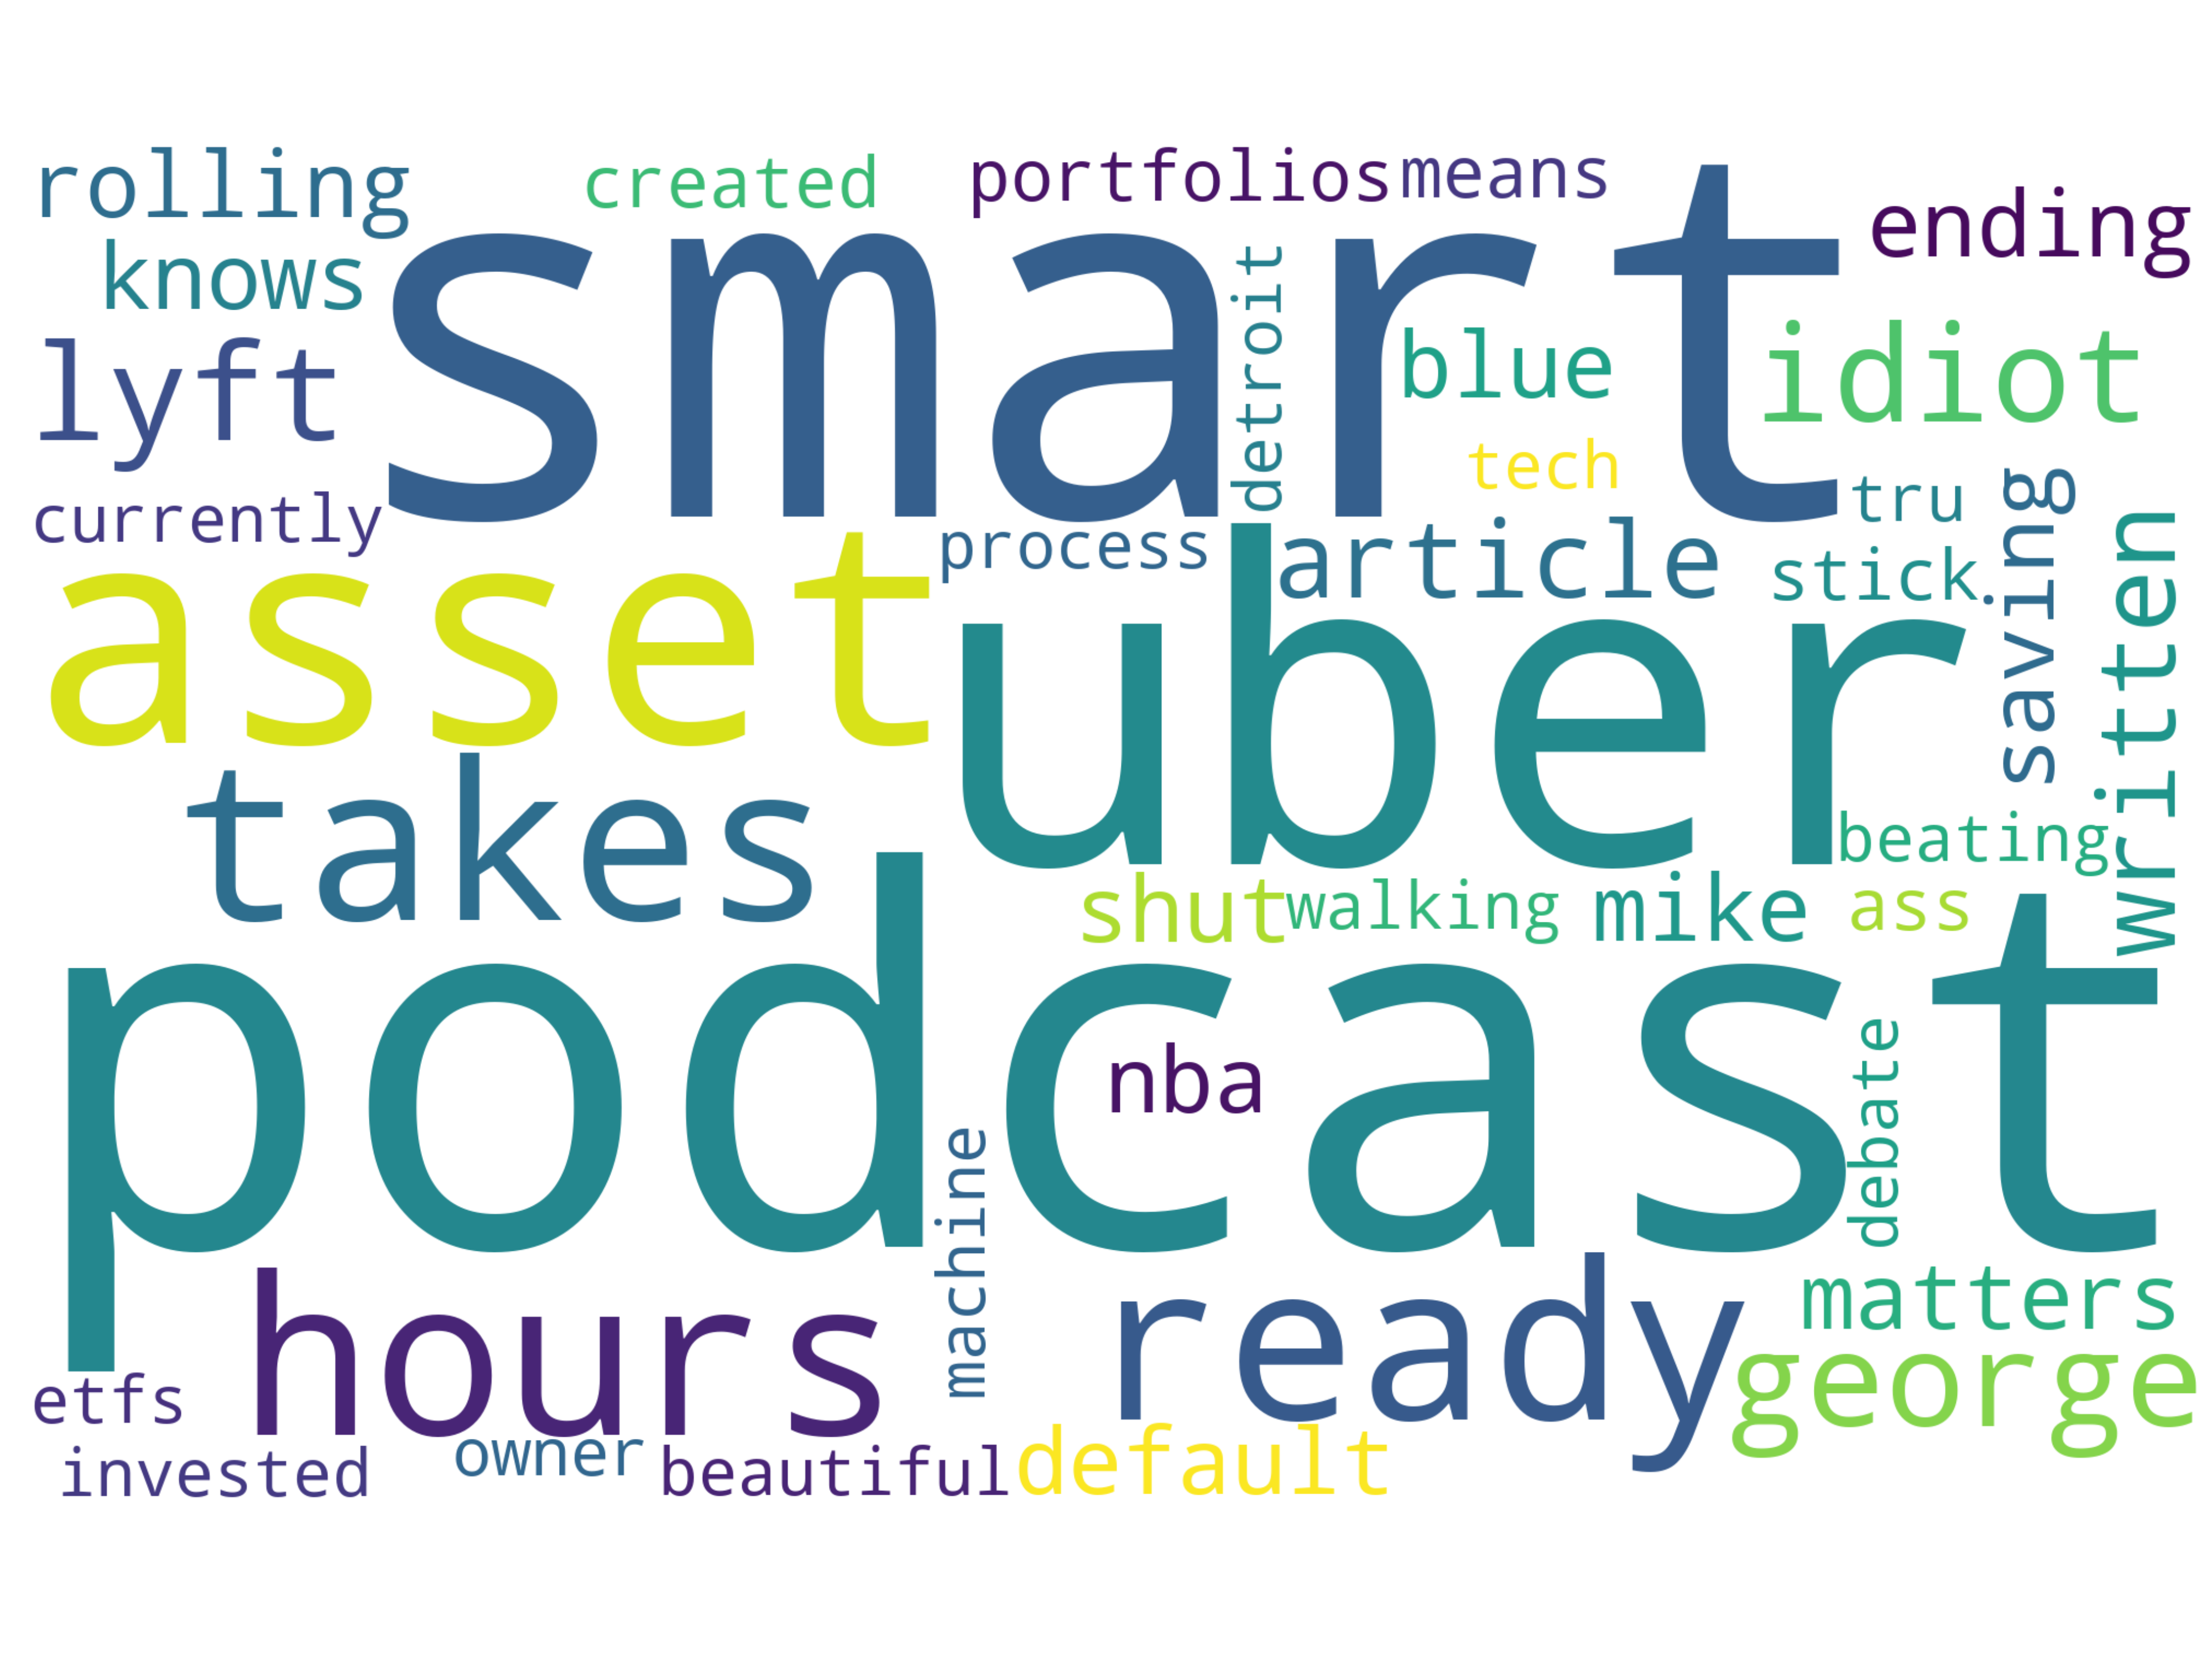 rolling
created
portfolios
means
ending
knows
smart
detroit
lyft
blue
idiot
tech
currently
tru
saving
process
article
stick
written
asset
uber
takes
beating
shut
walking
mike
ass
podcast
nba
debate
machine
hours
ready
matters
george
etfs
owner
invested
beautiful
default